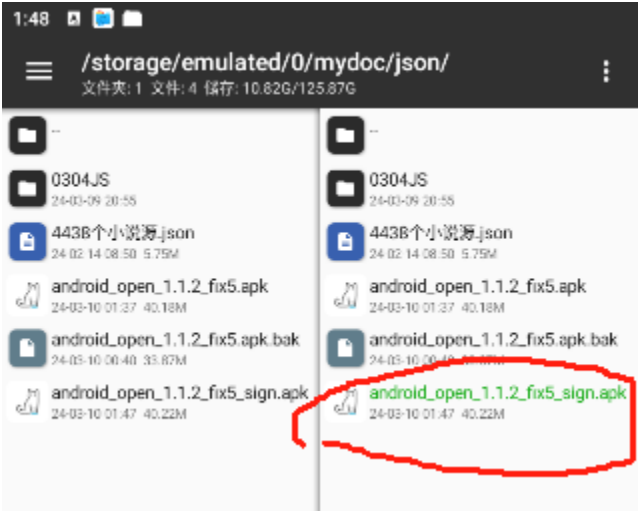 1:48
/storage/emulated/0/mydoc/json/
文件夹: 1 文件: 4 储存: 10.82G/125.87G
..
0304JS
24-03-09 20:55
4438个小说源.json
24-02-14 08:50 5.75M
android_open_1.1.2_fix5.apk
24-03-10 01:37 40.18M
android_open_1.1.2_fix5.apk.bak
24-03-10 00:40 33.87M
android_open_1.1.2_fix5_sign.apk
24-03-10 01:47 40.22M
..
0304JS
24-03-09 20:55
4438个小说源.json
24-02-14 08:50 5.75M
android_open_1.1.2_fix5.apk
24-03-10 01:37 40.18M
android_open_1.1.2_fix5.apk.bak
24-03-10
android_open_1.1.2_fix5_sign.apk
24-03-10 01:47 40.22M